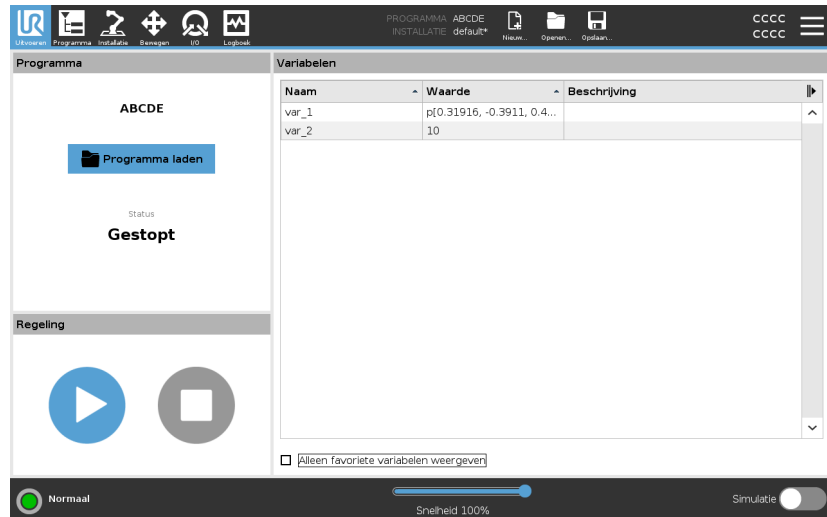 UR
PROGRAMMA ABCDE
INSTALLATIE default*
Uitvoeren Programma Installatie Bewegen I/O Logboek
Nieuw... Openen... Opslaan...
CCCC
CCCC
Programma
ABCDE
Programma laden
Status
Gestopt
Regeling
Variabelen
Naam Waarde Beschrijving
var_1 p[0.31916, -0.3911, 0.4...
var_2 10
Alleen favoriete variabelen weergeven
Normaal
Snelheid 100%
Simulatie